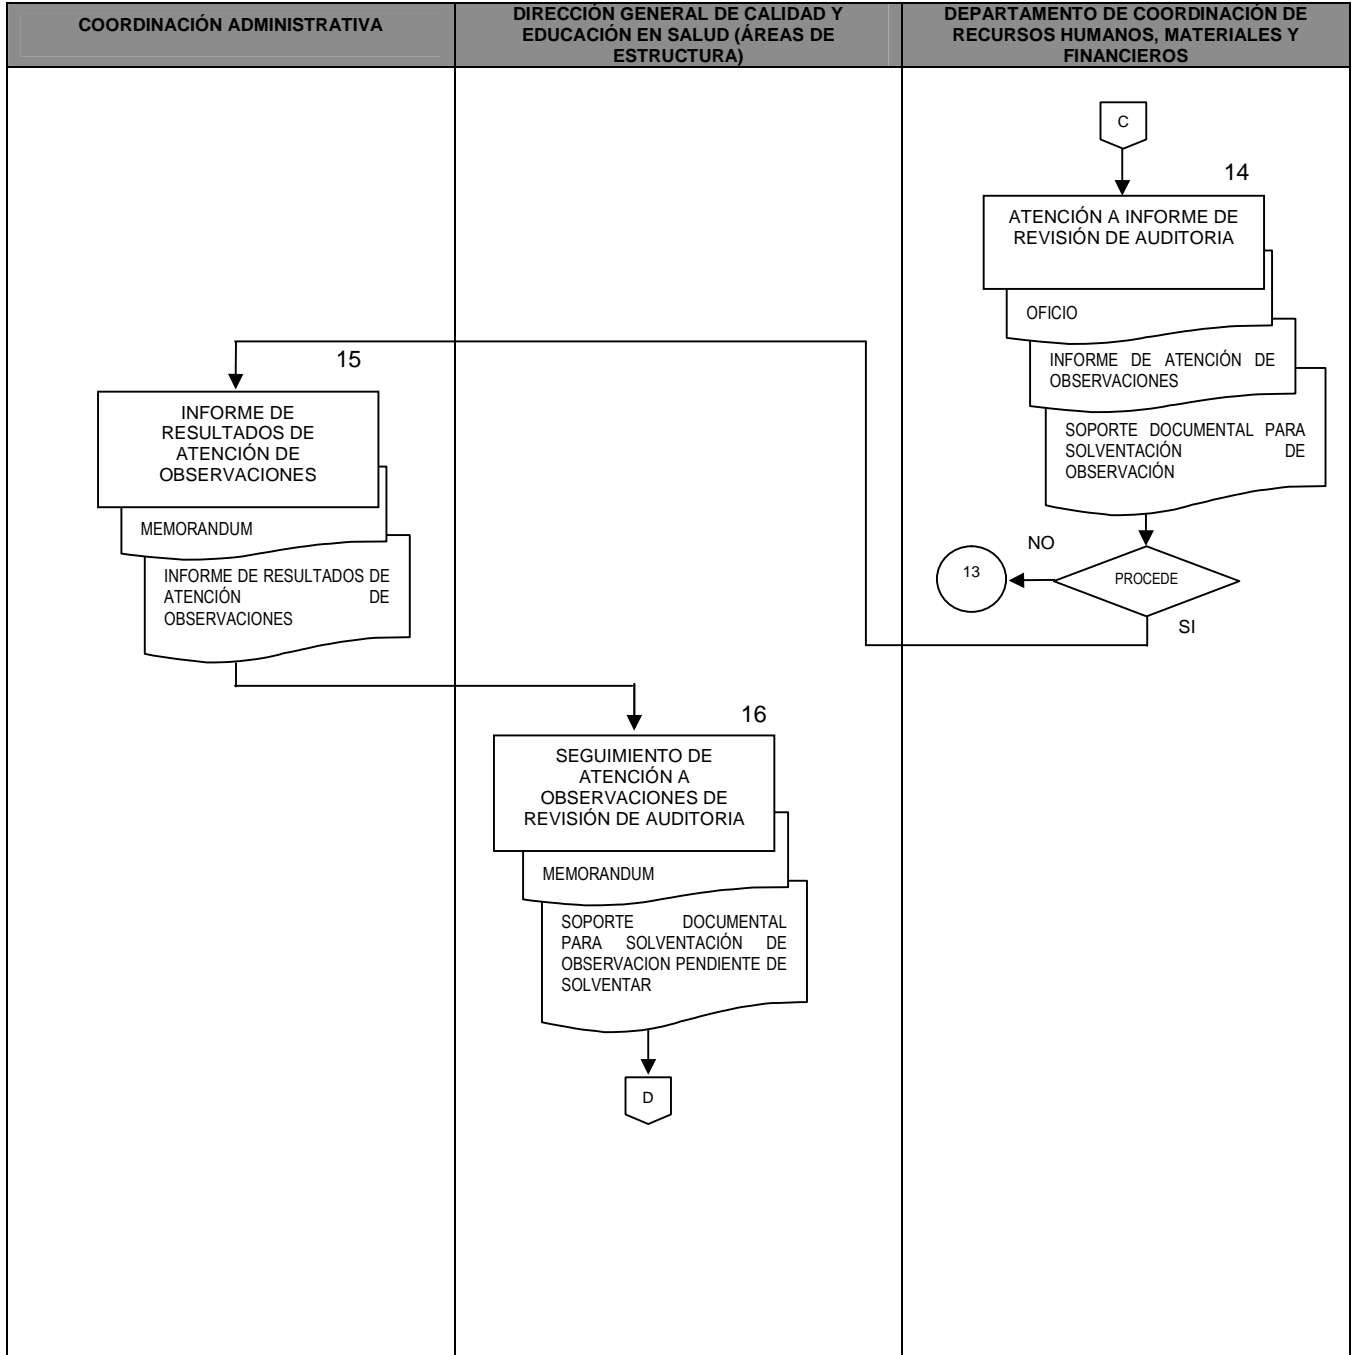 COORDINACIÓN ADMINISTRATIVA
DIRECCIÓN GENERAL DE CALIDAD Y
EDUCACIÓN EN SALUD (ÁREAS DE
ESTRUCTURA)
DEPARTAMENTO DE COORDINACIÓN DE
RECURSOS HUMANOS, MATERIALES Y
FINANCIEROS
C
14
ATENCIÓN A INFORME DE
REVISIÓN DE AUDITORIA
OFICIO
INFORME DE ATENCIÓN DE
OBSERVACIONES
SOPORTE DOCUMENTAL PARA
SOLVENTACIÓN DE
OBSERVACIÓN
NO
13
PROCEDE
SI
15
INFORME DE
RESULTADOS DE
ATENCIÓN DE
OBSERVACIONES
MEMORANDUM
INFORME DE RESULTADOS DE
ATENCIÓN DE
OBSERVACIONES
16
SEGUIMIENTO DE
ATENCIÓN A
OBSERVACIONES DE
REVISIÓN DE AUDITORIA
MEMORANDUM
SOPORTE DOCUMENTAL
PARA SOLVENTACIÓN DE
OBSERVACION PENDIENTE DE
SOLVENTAR
D